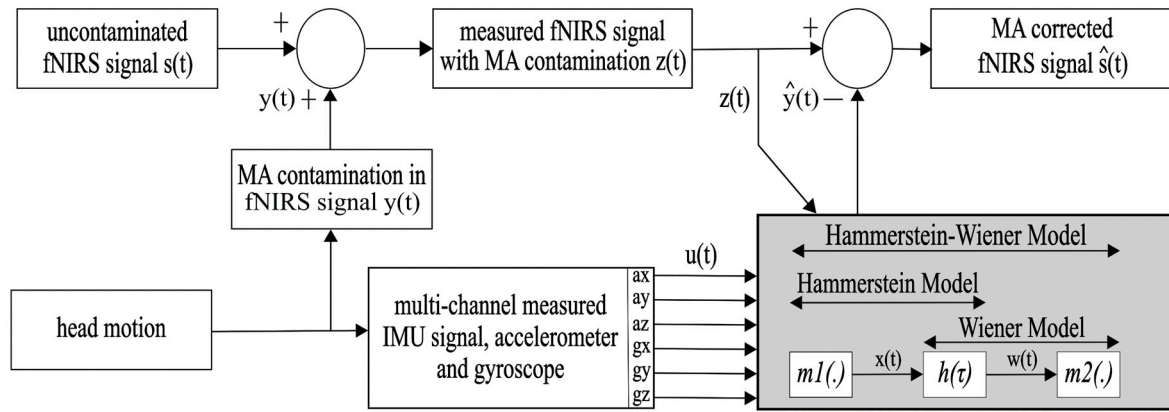 uncontaminated
fNIRS signal s(t)
+
measured fNIRS signal
with MA contamination z(t)
+
MA corrected
fNIRS signal ŝ(t)
y(t) +
z(t)
ŷ(t) −
MA contamination in
fNIRS signal y(t)
head motion
multi-channel measured
IMU signal, accelerometer
and gyroscope
ax
ay
az
gx
gy
gz
u(t)
Hammerstein-Wiener Model
Hammerstein Model
Wiener Model
m1(.)
x(t)
h(τ)
w(t)
m2(.)